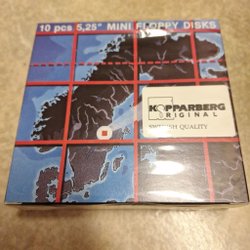 10 pcs 5,25" MINI FLOPPY DISKS
KOPPARBERG
ORIGINAL
SWEDISH QUALITY